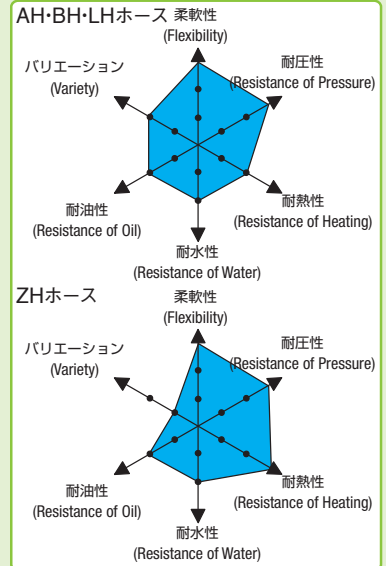 AH・BH・LHホース
柔軟性
(Flexibility)
バリエーション
(Variety)
耐圧性
(Resistance of Pressure)
耐油性
(Resistance of Oil)
耐熱性
(Resistance of Heating)
耐水性
(Resistance of Water)
ZHホース
柔軟性
(Flexibility)
バリエーション
(Variety)
耐圧性
(Resistance of Pressure)
耐油性
(Resistance of Oil)
耐熱性
(Resistance of Heating)
耐水性
(Resistance of Water)